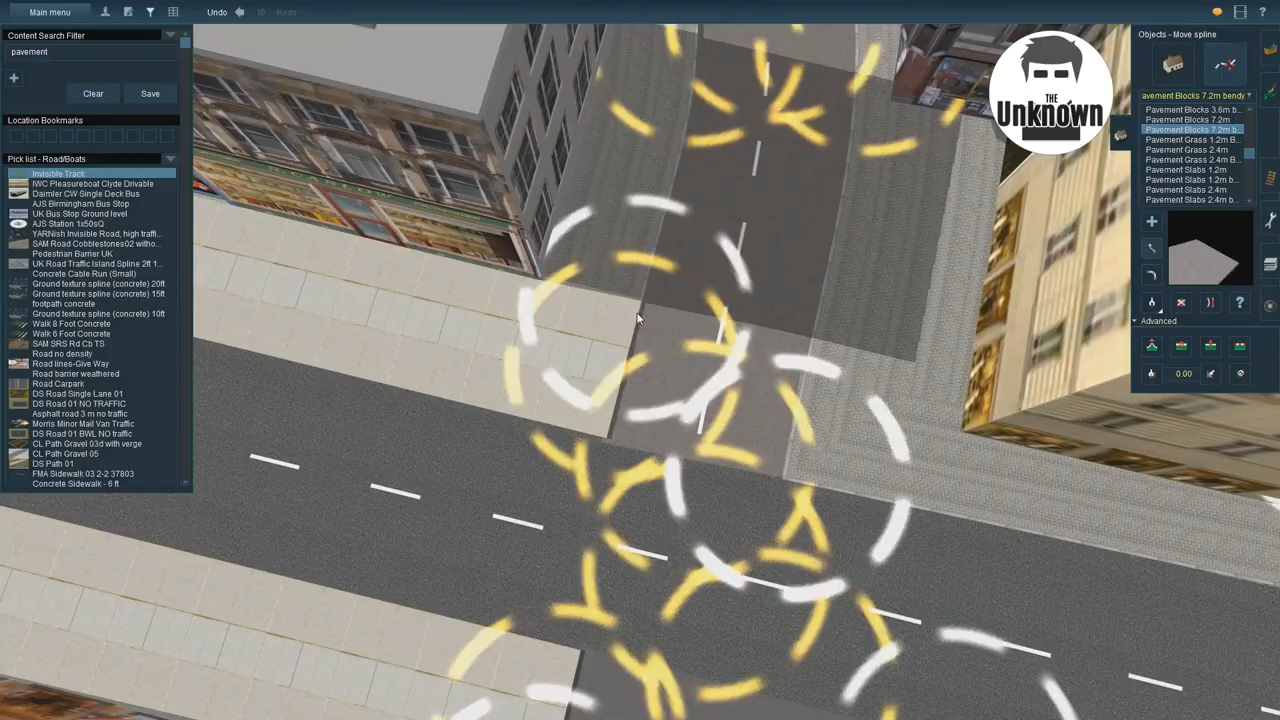 Main menu
Undo
Redo
Content Search Filter
pavement
Clear
Save
Location Bookmarks
Pick list - Road/Boats
Invisible Track
IWC Pleasureboat Clyde Drivable
Daimler CW Single Deck Bus
AJS Birmingham Bus Stop
UK Bus Stop Ground level
AJS Station 1x50sQ
YARNish Invisible Road, high traffi...
SAM Road Cobblestones02 witho...
Pedestrian Barrier UK
UK Road Traffic Island Spline 2ft 1...
Concrete Cable Run (Small)
Ground texture spline (concrete) 20ft
Ground texture spline (concrete) 15ft
footpath concrete
Ground texture spline (concrete) 10ft
Walk 8 Foot Concrete
Walk 6 Foot Concrete
SAM SRS Rd Cb TS
Road no density
Road lines-Give Way
Road barrier weathered
Road Carpark
DS Road Single Lane 01
DS Road 01 NO TRAFFIC
Asphalt road 3 m no traffic
Morris Minor Mail Van Traffic
DS Road 01 BWL NO traffic
CL Path Gravel 03d with verge
CL Path Gravel 05
DS Path 01
FMA Sidewalk 03 2-2 37803
Concrete Sidewalk - 6 ft
THE
Unknown
Objects - Move spline
avement Blocks 7.2m bendy
Pavement Blocks 3.6m b...
Pavement Blocks 7.2m
Pavement Blocks 7.2m b...
Pavement Grass 1.2m B...
Pavement Grass 2.4m
Pavement Grass 2.4m B...
Pavement Slabs 1.2m
Pavement Slabs 1.2m b...
Pavement Slabs 2.4m
Pavement Slabs 2.4m b...
Advanced
0.00